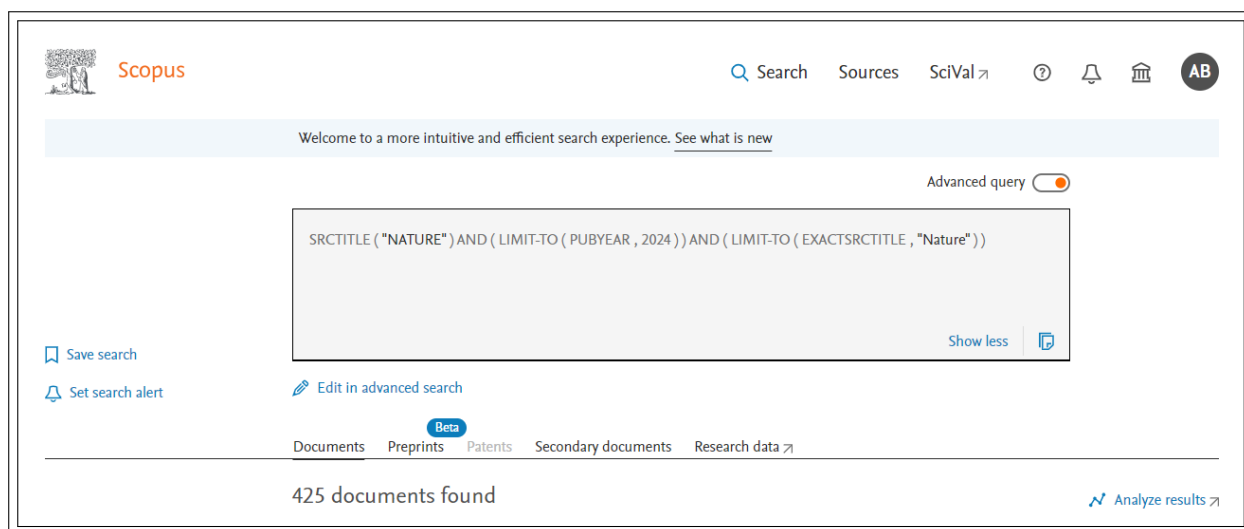 Scopus
Search Sources SciVal AB
Welcome to a more intuitive and efficient search experience. See what is new
Advanced query
SRCTITLE ( "NATURE" ) AND ( LIMIT-TO ( PUBYEAR , 2024 ) ) AND ( LIMIT-TO ( EXACTSRCTITLE , "Nature" ) )
Show less
Save search
Set search alert
Edit in advanced search
Beta
Documents Preprints Patents Secondary documents Research data
425 documents found
Analyze results